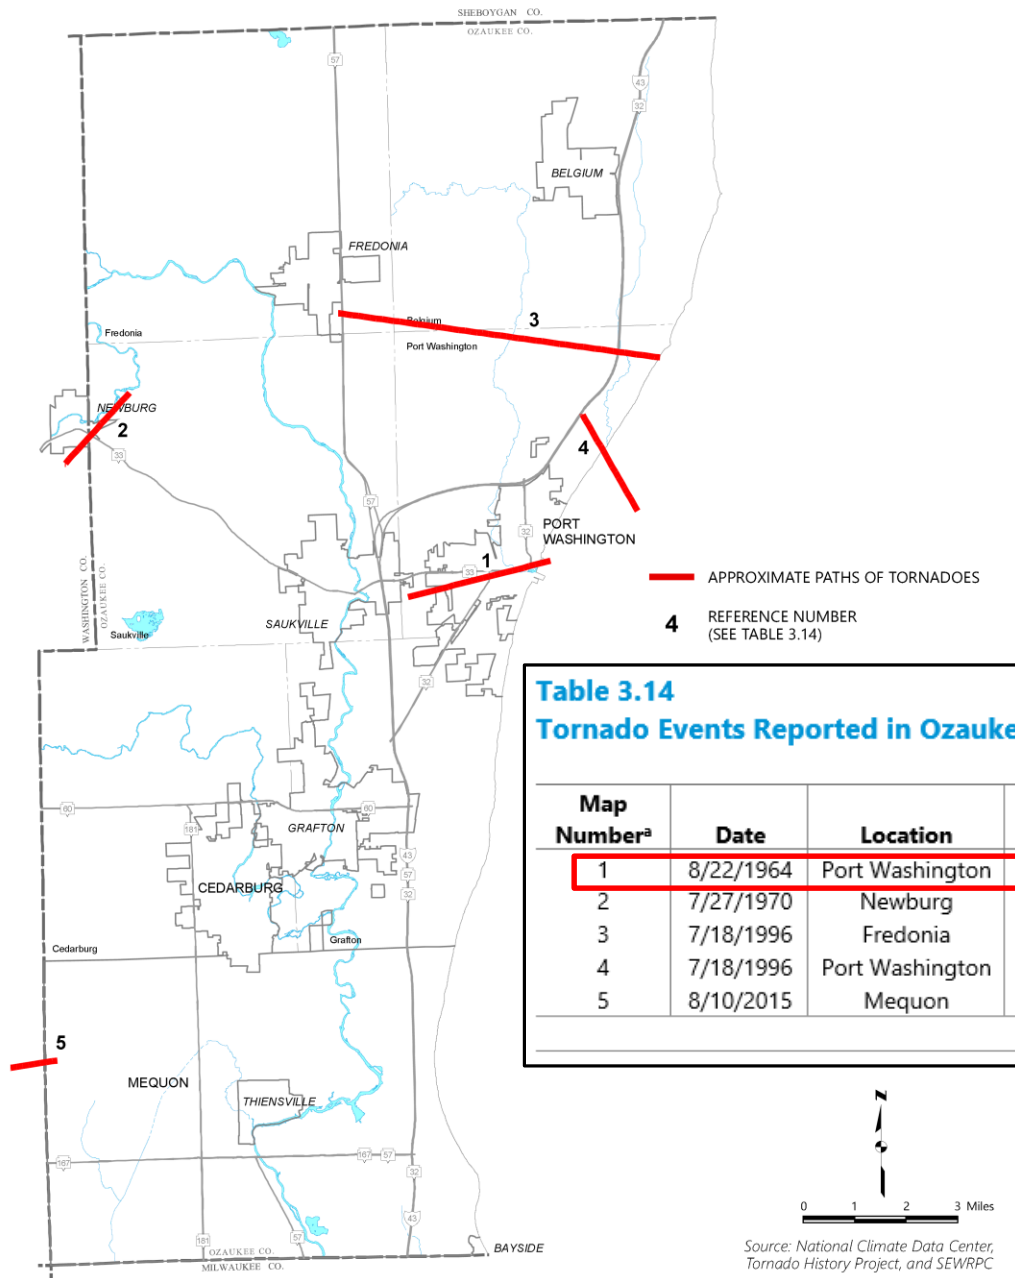 SHEBOYGAN CO.
OZAUKEE CO.
57
43
32
BELGIUM
FREDONIA
3
Belgium
Fredonia
Port Washington
NEWBURG
2
33
4
57
32
PORT
WASHINGTON
1
33
APPROXIMATE PATHS OF TORNADOES
4
REFERENCE NUMBER
(SEE TABLE 3.14)
WASHINGTON CO.
OZAUKEE CO.
Saukville
SAUKVILLE
32
Table 3.14
Tornado Events Reported in Ozauke
Map
Numberᵃ
Date
Location
1 8/22/1964 Port Washington
2 7/27/1970 Newburg
3 7/18/1996 Fredonia
4 7/18/1996 Port Washington
5 8/10/2015 Mequon
60
60
181
GRAFTON
43
57
32
CEDARBURG
Cedarburg
Grafton
5
MEQUON
THIENSVILLE
167
167
57
32
43
181
57
OZAUKEE CO.
MILWAUKEE CO.
BAYSIDE
N
0 1 2 3 Miles
Source: National Climate Data Center,
Tornado History Project, and SEWRPC